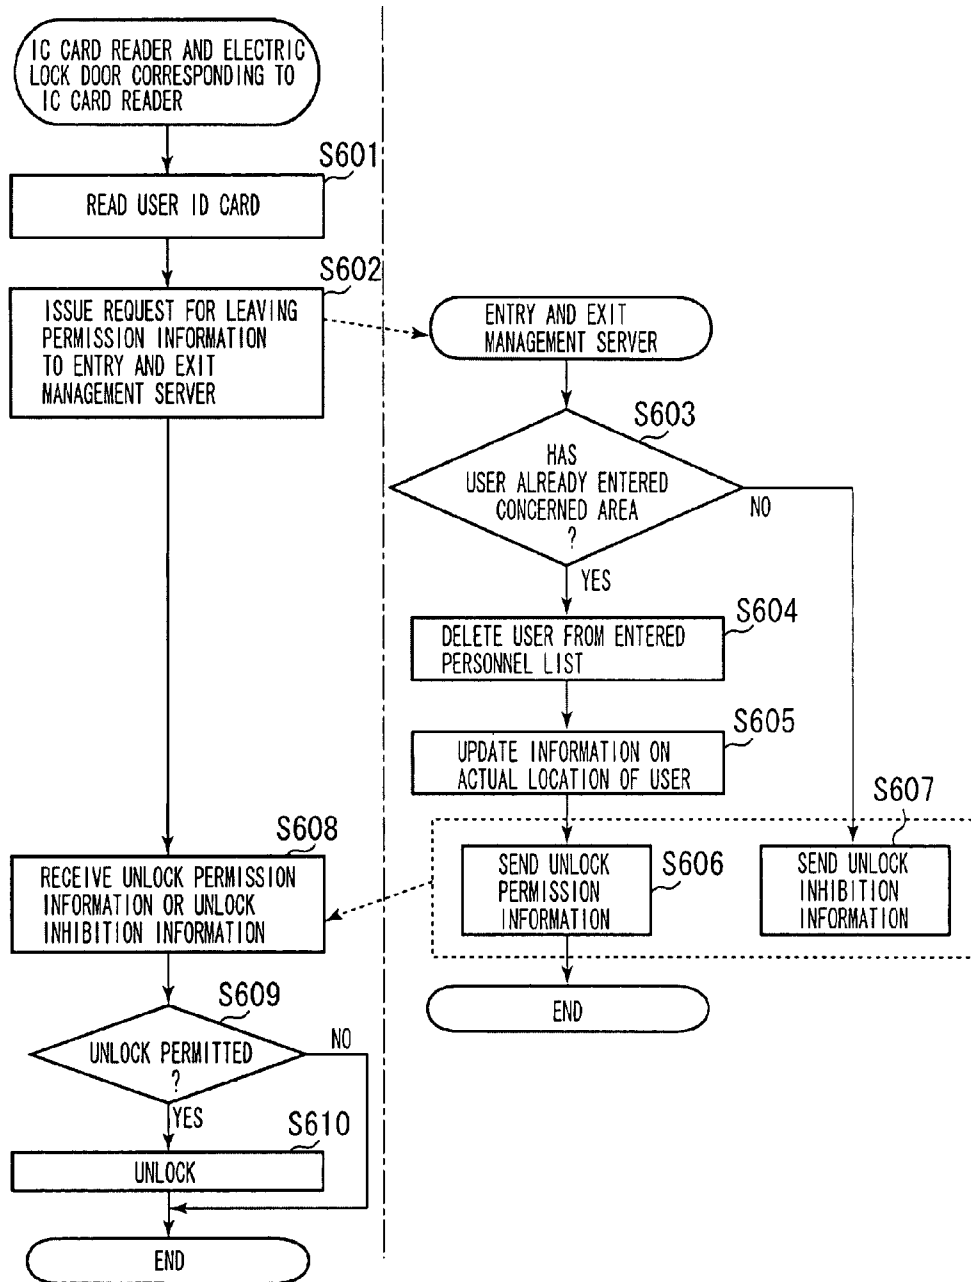 IC CARD READER AND ELECTRIC
LOCK DOOR CORRESPONDING TO
IC CARD READER
S601
READ USER ID CARD
S602
ISSUE REQUEST FOR LEAVING
PERMISSION INFORMATION
TO ENTRY AND EXIT
MANAGEMENT SERVER
ENTRY AND EXIT
MANAGEMENT SERVER
S603
HAS
USER ALREADY ENTERED
CONCERNED AREA
?
NO
YES
S604
DELETE USER FROM ENTERED
PERSONNEL LIST
S605
UPDATE INFORMATION ON
ACTUAL LOCATION OF USER
S606
SEND UNLOCK
PERMISSION
INFORMATION
S607
SEND UNLOCK
INHIBITION
INFORMATION
END
S608
RECEIVE UNLOCK PERMISSION
INFORMATION OR UNLOCK
INHIBITION INFORMATION
S609
UNLOCK PERMITTED
?
NO
YES
S610
UNLOCK
END